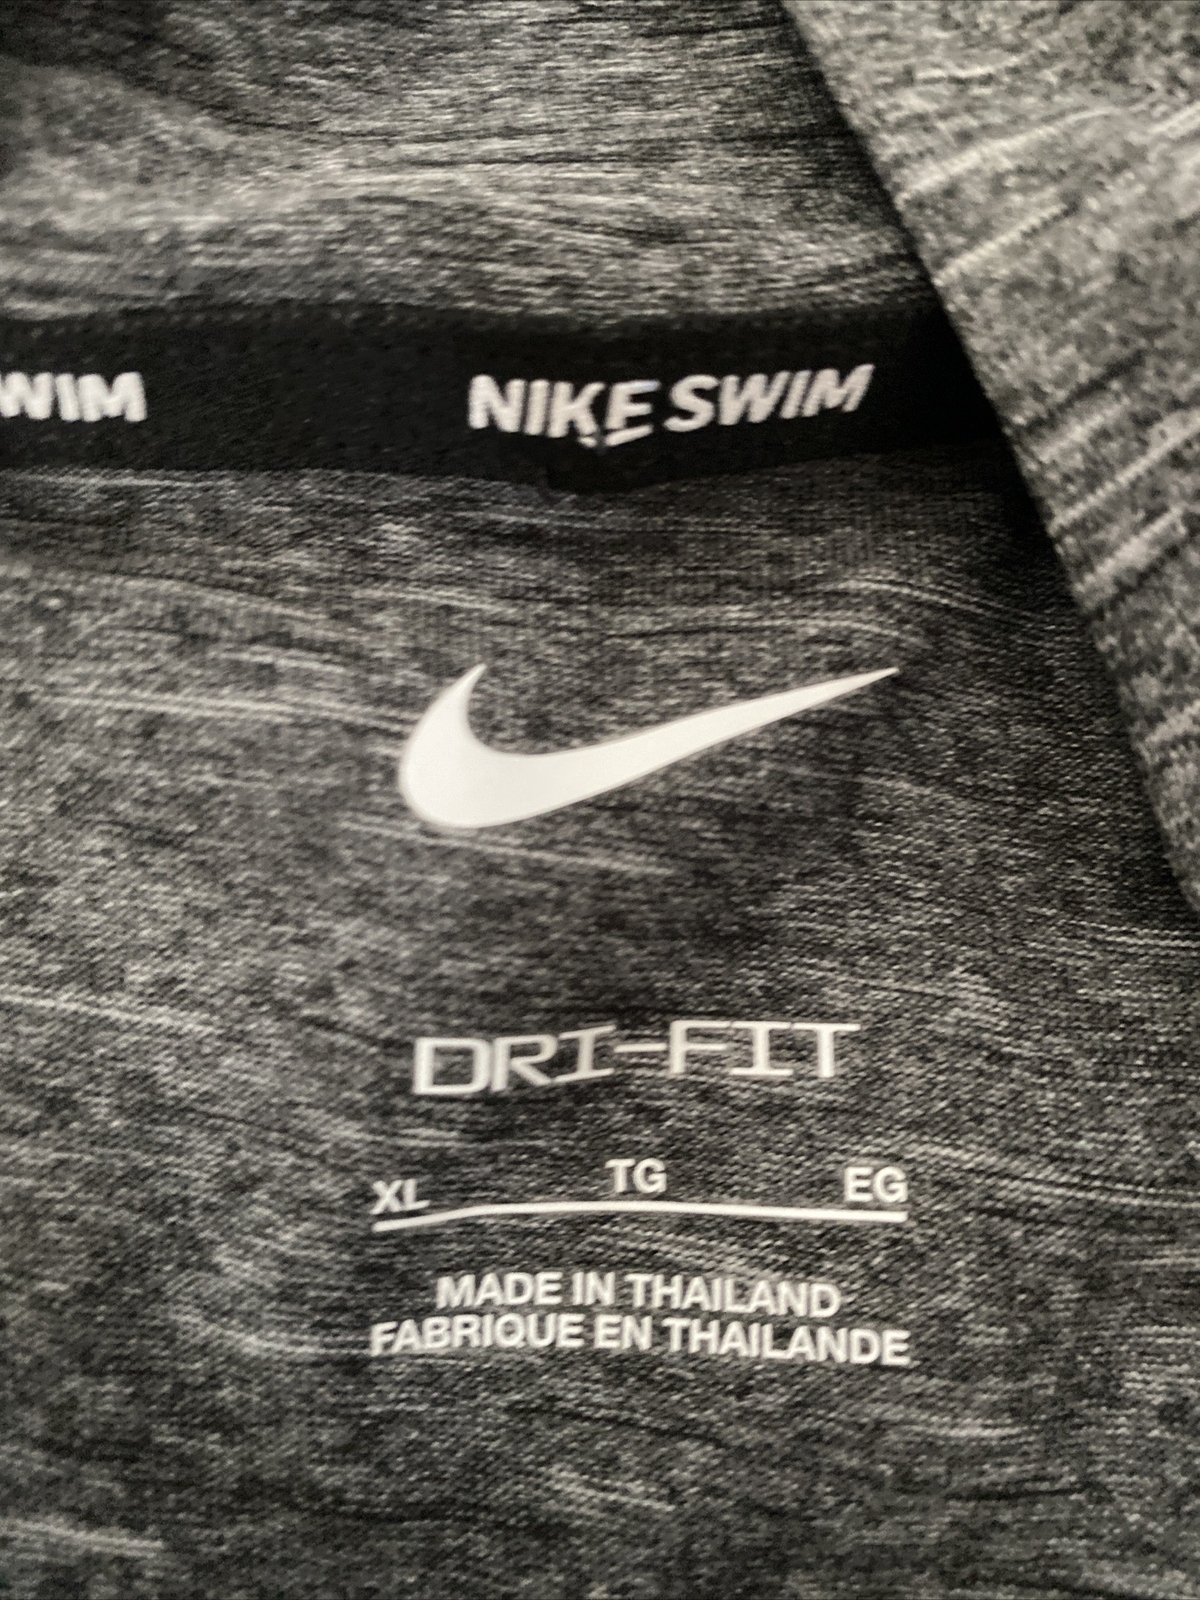 WIM NIKE SWIM
DRI-FIT
XL TG EG
MADE IN THAILAND
FABRIQUE EN THAILANDE